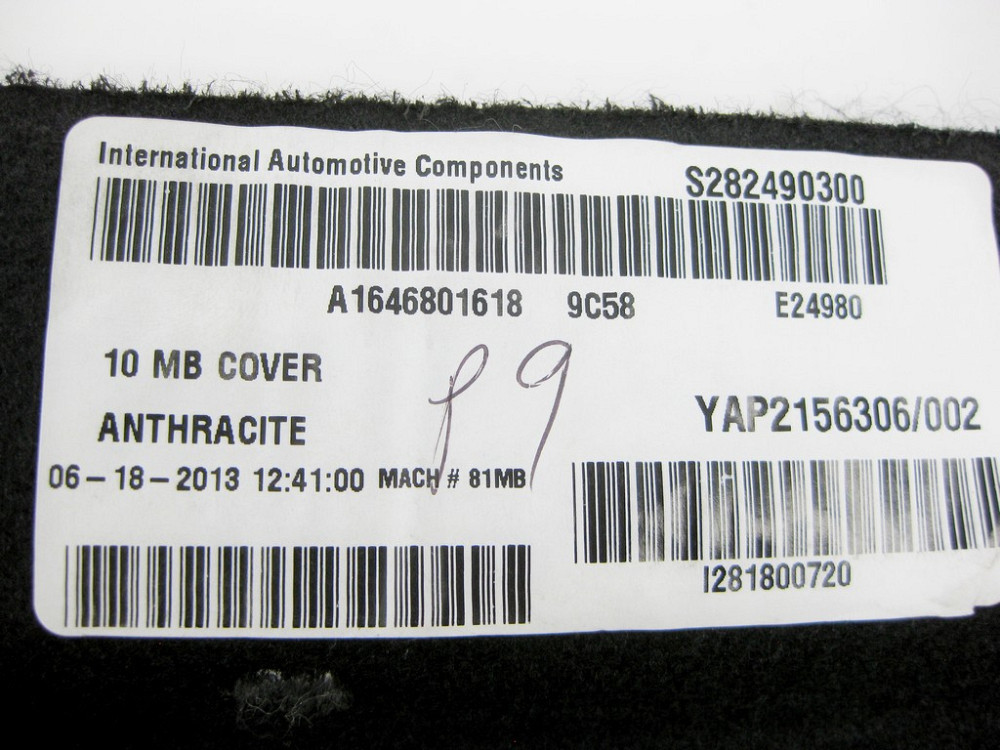 International Automotive Components S282490300
A1646801618 9C58 E24980
10 MB COVER
ANTHRACITE
YAP2156306/002
06-18-2013 12:41:00 MACH # 81MB
I281800720